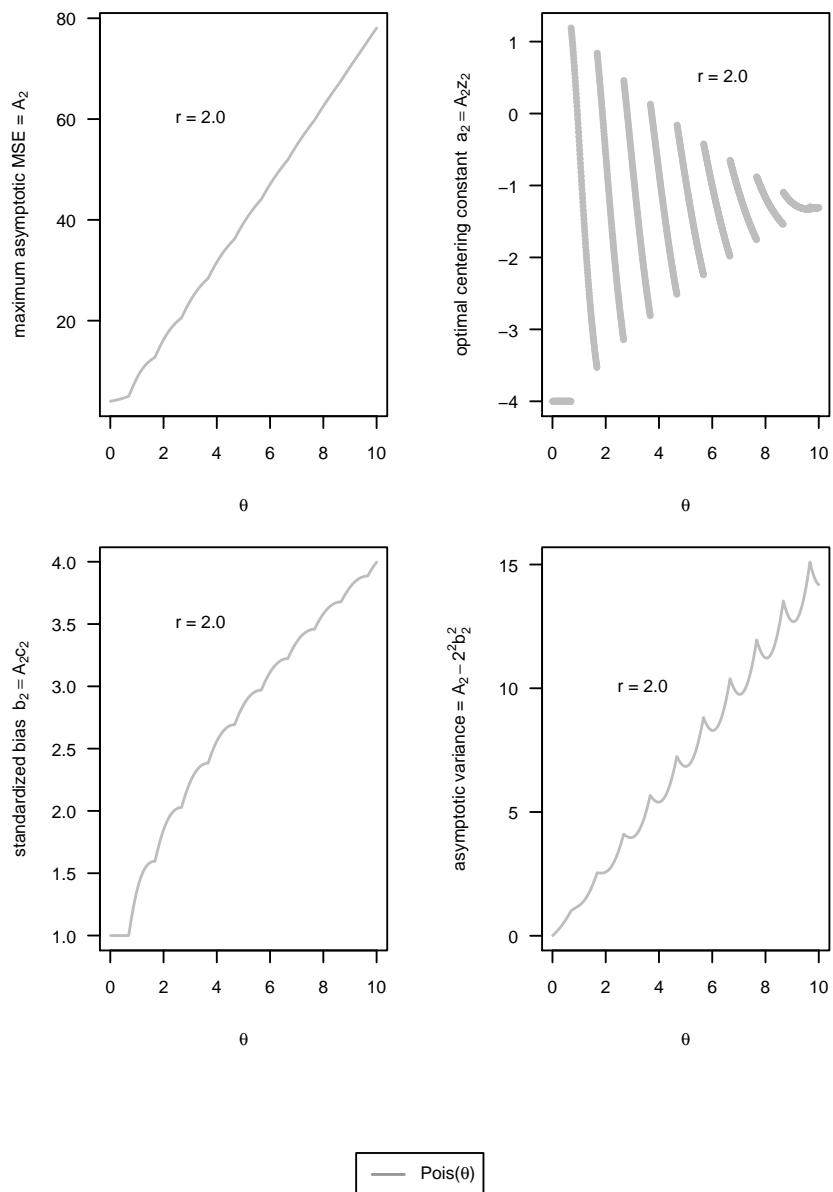 maximum asymptotic MSE = A₂
80
60
40
20
r = 2.0
0 2 4 6 8 10
θ
optimal centering constant a₂ = A₂z₂
1
0
−1
−2
−3
−4
r = 2.0
0 2 4 6 8 10
θ
standardized bias b₂ = A₂c₂
4.0
3.5
3.0
2.5
2.0
1.5
1.0
r = 2.0
0 2 4 6 8 10
θ
asymptotic variance = A₂ − 2²b₂²
15
10
5
0
r = 2.0
0 2 4 6 8 10
θ
Pois(θ)